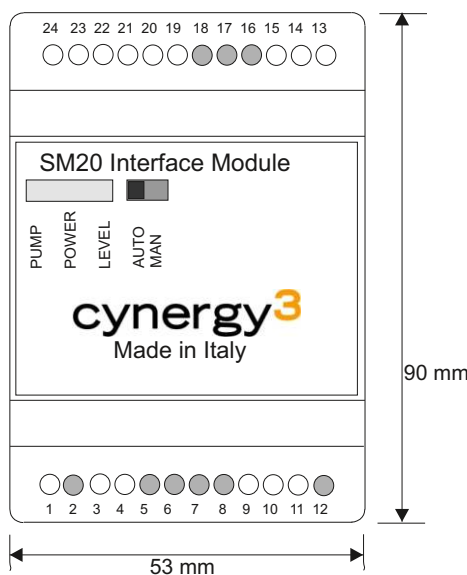 24 23 22 21 20 19 18 17 16 15 14 13
SM20 Interface Module
PUMP
POWER
LEVEL
AUTO
MAN
cynergy3
Made in Italy
90 mm
1 2 3 4 5 6 7 8 9 10 11 12
53 mm